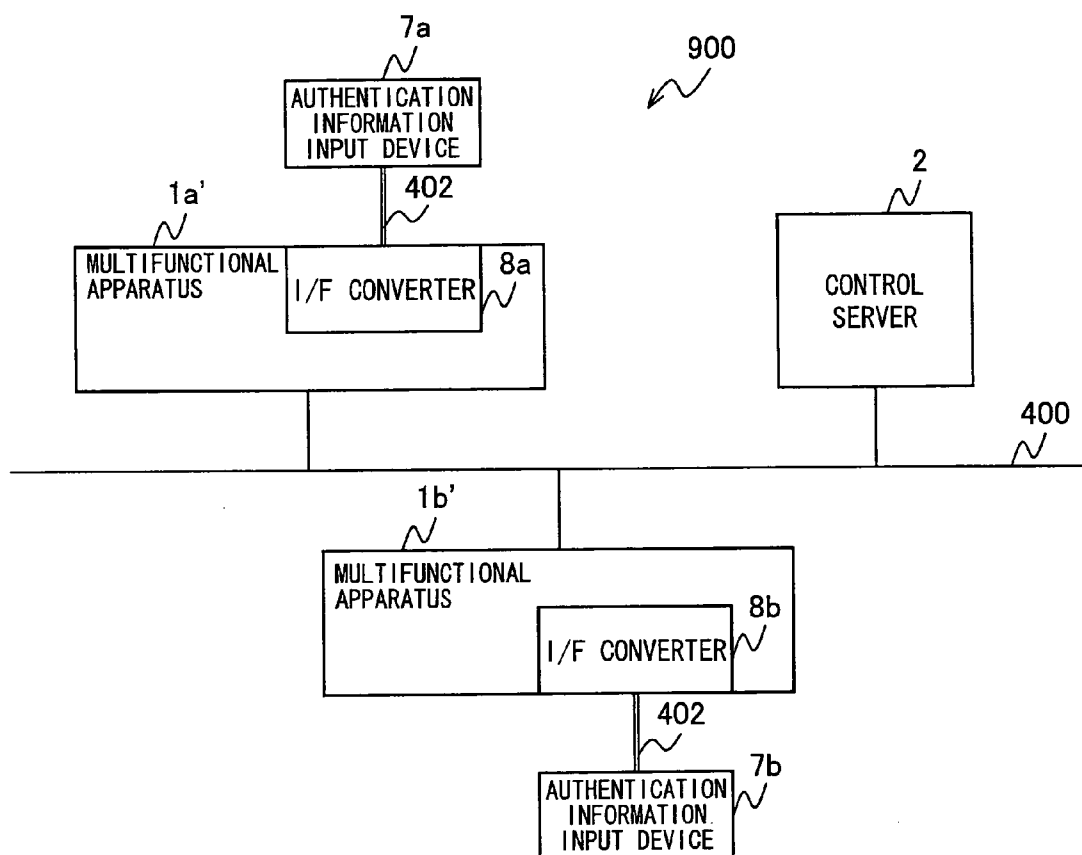 7a
900
AUTHENTICATION
INFORMATION
INPUT DEVICE
402
2
1a'
MULTIFUNCTIONAL
APPARATUS
I/F CONVERTER
8a
CONTROL
SERVER
400
1b'
MULTIFUNCTIONAL
APPARATUS
8b
I/F CONVERTER
402
7b
AUTHENTICATION
INFORMATION
INPUT DEVICE